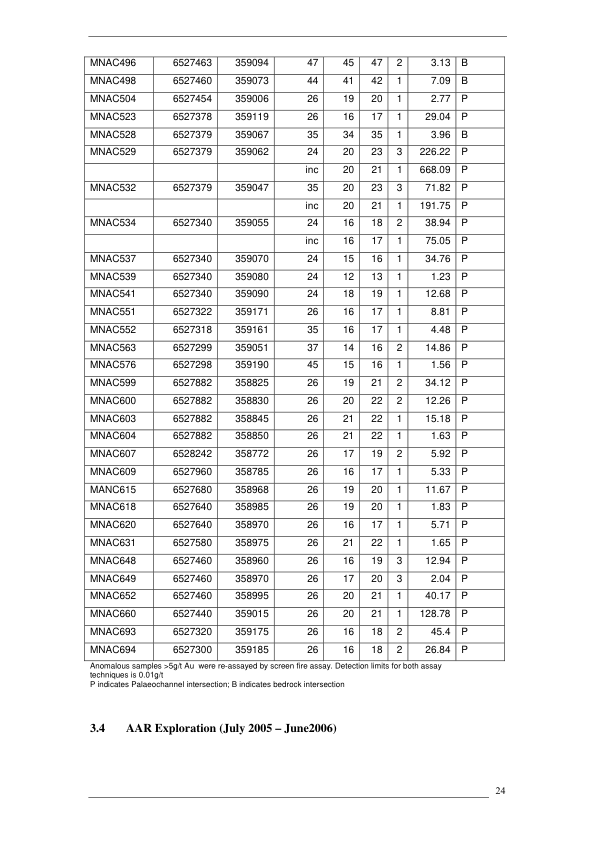 MNAC496 6527463 359094 47 45 47 2 3.13 B
MNAC498 6527460 359073 44 41 42 1 7.09 B
MNAC504 6527454 359006 26 19 20 1 2.77 P
MNAC523 6527378 359119 26 16 17 1 29.04 P
MNAC528 6527379 359067 35 34 35 1 3.96 B
MNAC529 6527379 359062 24 20 23 3 226.22 P
inc 20 21 1 668.09 P
MNAC532 6527379 359047 35 20 23 3 71.82 P
inc 20 21 1 191.75 P
MNAC534 6527340 359055 24 16 18 2 38.94 P
inc 16 17 1 75.05 P
MNAC537 6527340 359070 24 15 16 1 34.76 P
MNAC539 6527340 359080 24 12 13 1 1.23 P
MNAC541 6527340 359090 24 18 19 1 12.68 P
MNAC551 6527322 359171 26 16 17 1 8.81 P
MNAC552 6527318 359161 35 16 17 1 4.48 P
MNAC563 6527299 359051 37 14 16 2 14.86 P
MNAC576 6527298 359190 45 15 16 1 1.56 P
MNAC599 6527882 358825 26 19 21 2 34.12 P
MNAC600 6527882 358830 26 20 22 2 12.26 P
MNAC603 6527882 358845 26 21 22 1 15.18 P
MNAC604 6527882 358850 26 21 22 1 1.63 P
MNAC607 6528242 358772 26 17 19 2 5.92 P
MNAC609 6527960 358785 26 16 17 1 5.33 P
MANC615 6527680 358968 26 19 20 1 11.67 P
MNAC618 6527640 358985 26 19 20 1 1.83 P
MNAC620 6527640 358970 26 16 17 1 5.71 P
MNAC631 6527580 358975 26 21 22 1 1.65 P
MNAC648 6527460 358960 26 16 19 3 12.94 P
MNAC649 6527460 358970 26 17 20 3 2.04 P
MNAC652 6527460 358995 26 20 21 1 40.17 P
MNAC660 6527440 359015 26 20 21 1 128.78 P
MNAC693 6527320 359175 26 16 18 2 45.4 P
MNAC694 6527300 359185 26 16 18 2 26.84 P
Anomalous samples >5g/t Au were re-assayed by screen fire assay. Detection limits for both assay
techniques is 0.01g/t
P indicates Palaeochannel intersection; B indicates bedrock intersection
3.4 AAR Exploration (July 2005 – June2006)
24